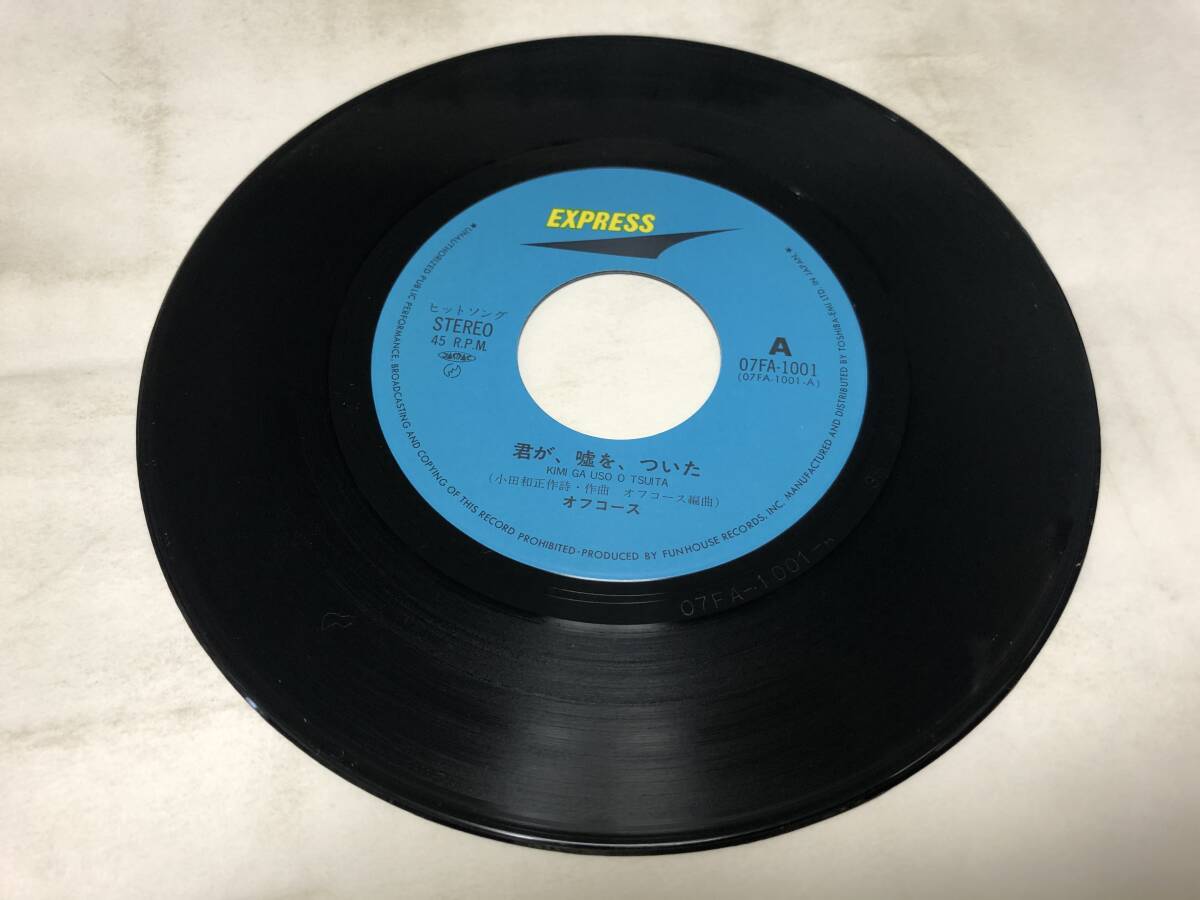 EXPRESS
ヒットソング
STEREO
45 R.P.M.
JASRAC
A
07FA-1001
(07FA-1001-A)
君が、嘘を、ついた
KIMI GA USO O TSUITA
(小田和正作詩・作曲 オフコース編曲)
オフコース
★UNAUTHORIZED PUBLIC PERFORMANCE, BROADCASTING AND COPYING OF THIS RECORD PROHIBITED・PRODUCED BY FUNHOUSE RECORDS, INC. MANUFACTURED AND DISTRIBUTED BY TOSHIBA-EMI LTD. IN JAPAN★
07FA-1001-A